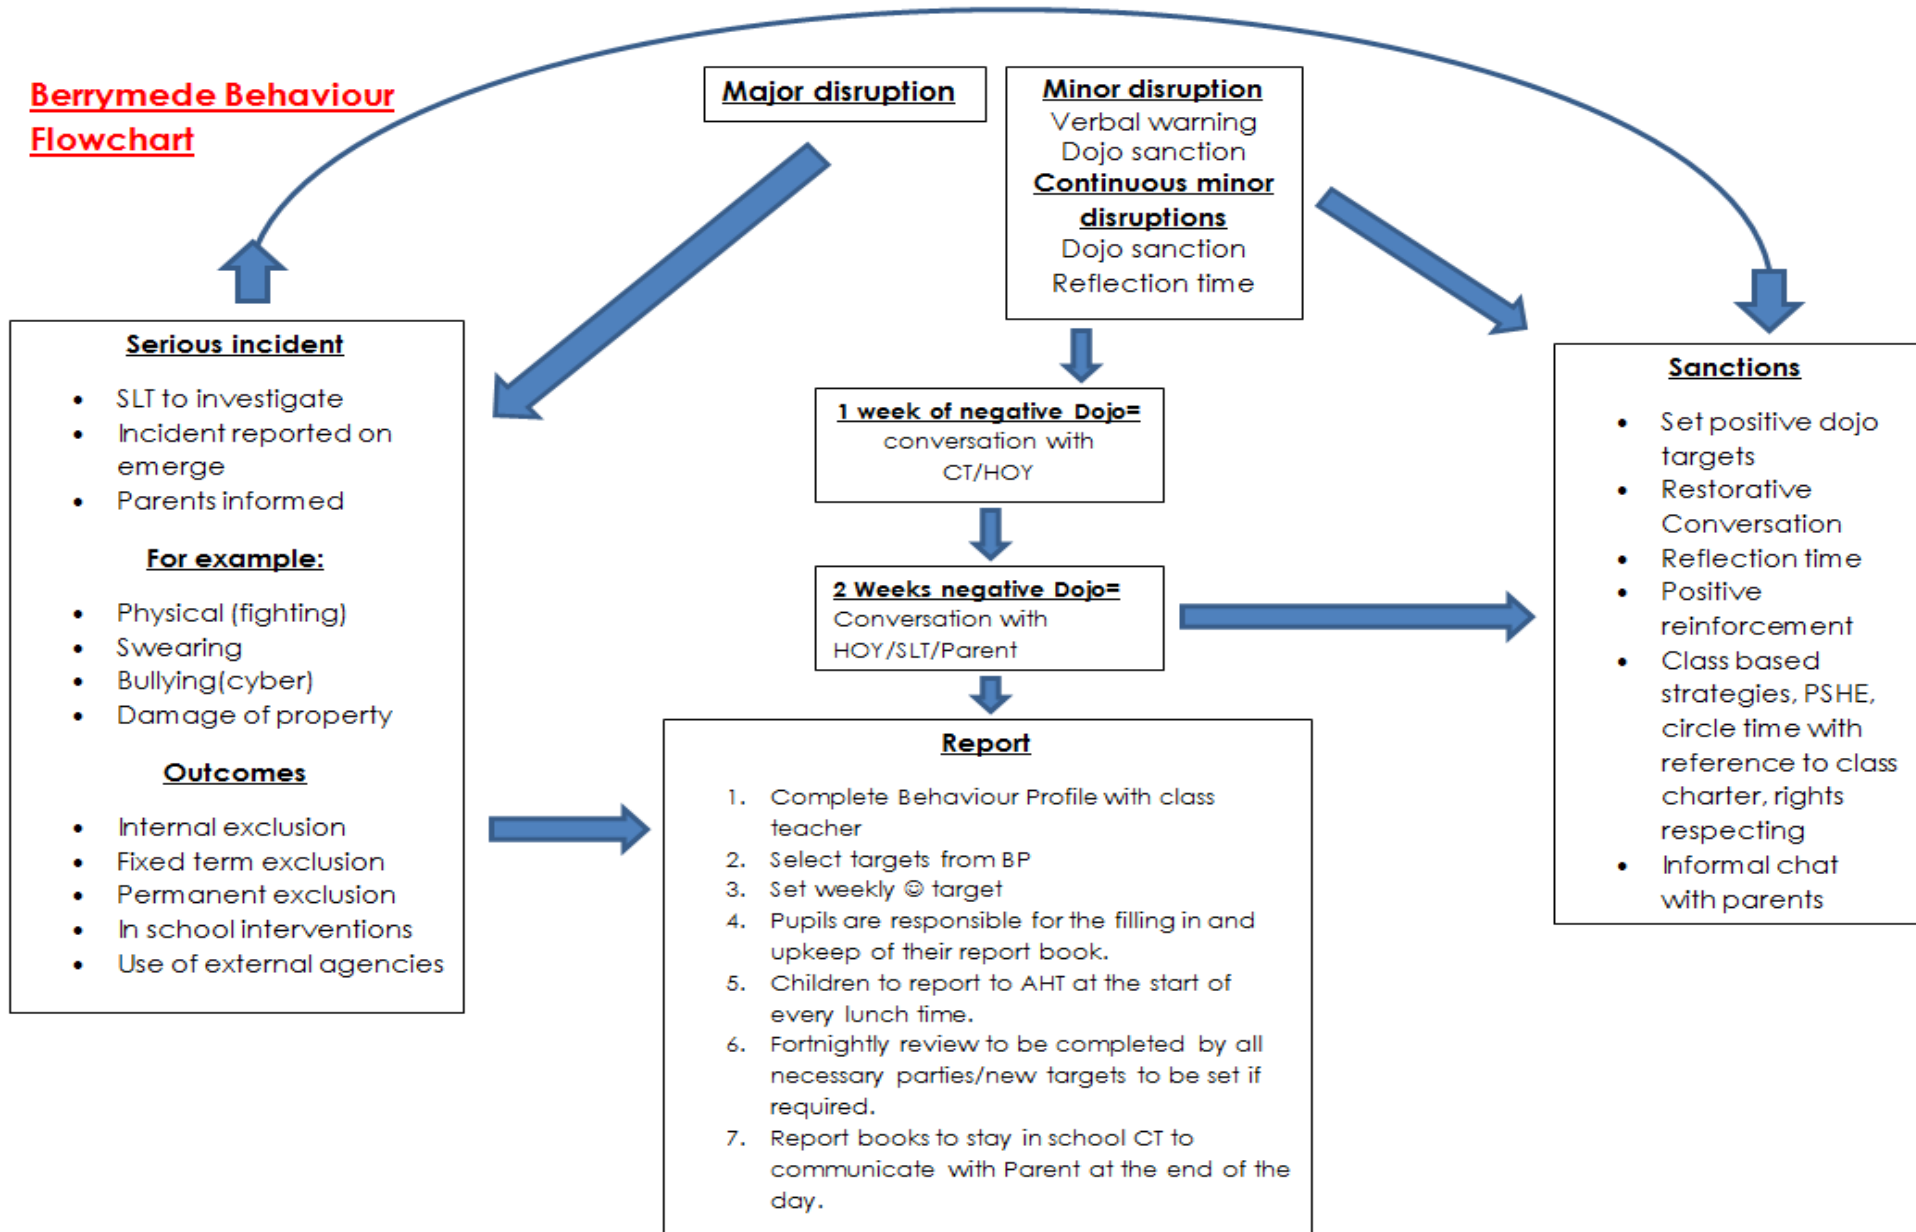 Berrymede Behaviour
Flowchart
Major disruption
Minor disruption
Verbal warning
Dojo sanction
Continuous minor
disruptions
Dojo sanction
Reflection time
Serious incident
• SLT to investigate
• Incident reported on
emerge
• Parents informed
For example:
• Physical (fighting)
• Swearing
• Bullying(cyber)
• Damage of property
Outcomes
• Internal exclusion
• Fixed term exclusion
• Permanent exclusion
• In school interventions
• Use of external agencies
1 week of negative Dojo=
conversation with
CT/HOY
2 Weeks negative Dojo=
Conversation with
HOY/SLT/Parent
Report
1. Complete Behaviour Profile with class
teacher
2. Select targets from BP
3. Set weekly ☺ target
4. Pupils are responsible for the filling in and
upkeep of their report book.
5. Children to report to AHT at the start of
every lunch time.
6. Fortnightly review to be completed by all
necessary parties/new targets to be set if
required.
7. Report books to stay in school CT to
communicate with Parent at the end of the
day.
Sanctions
• Set positive dojo
targets
• Restorative
Conversation
• Reflection time
• Positive
reinforcement
• Class based
strategies, PSHE,
circle time with
reference to class
charter, rights
respecting
• Informal chat
with parents